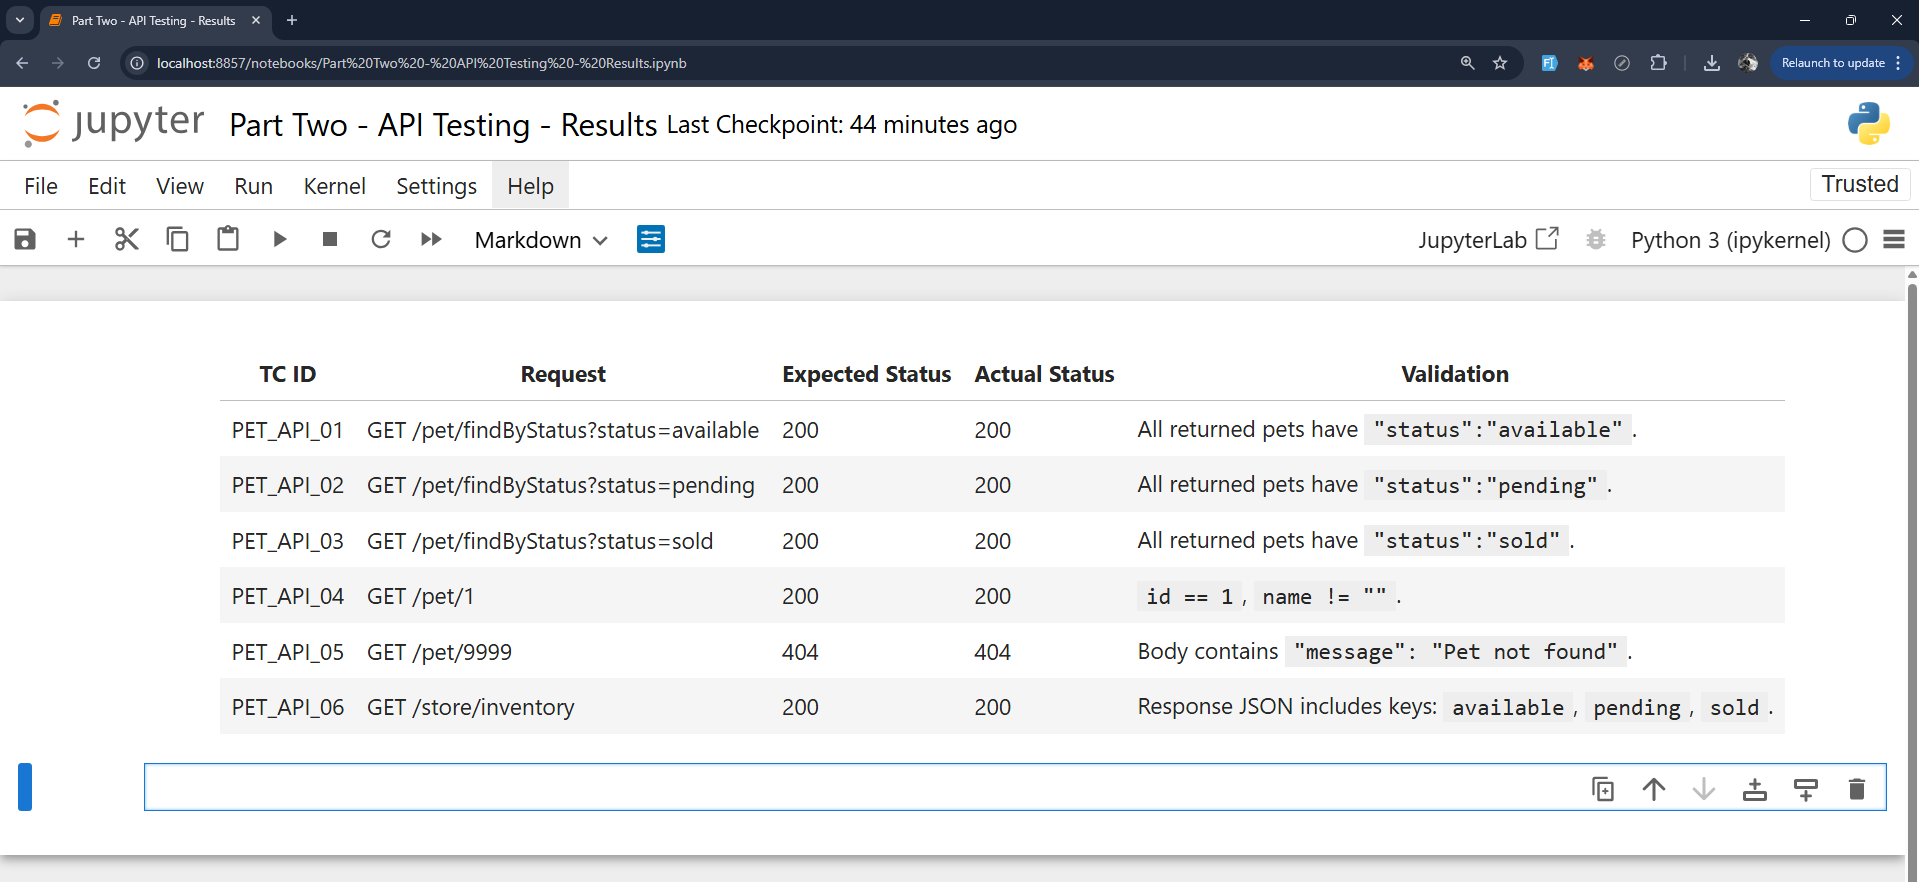 Part Two - API Testing - Results
localhost:8857/notebooks/Part%20Two%20-%20API%20Testing%20-%20Results.ipynb
Relaunch to update
jupyter Part Two - API Testing - Results Last Checkpoint: 44 minutes ago
File Edit View Run Kernel Settings Help Trusted
Markdown JupyterLab Python 3 (ipykernel)
TC ID Request Expected Status Actual Status Validation
PET_API_01 GET /pet/findByStatus?status=available 200 200 All returned pets have "status":"available" .
PET_API_02 GET /pet/findByStatus?status=pending 200 200 All returned pets have "status":"pending" .
PET_API_03 GET /pet/findByStatus?status=sold 200 200 All returned pets have "status":"sold" .
PET_API_04 GET /pet/1 200 200 id == 1 , name != "" .
PET_API_05 GET /pet/9999 404 404 Body contains "message": "Pet not found" .
PET_API_06 GET /store/inventory 200 200 Response JSON includes keys: available , pending , sold .